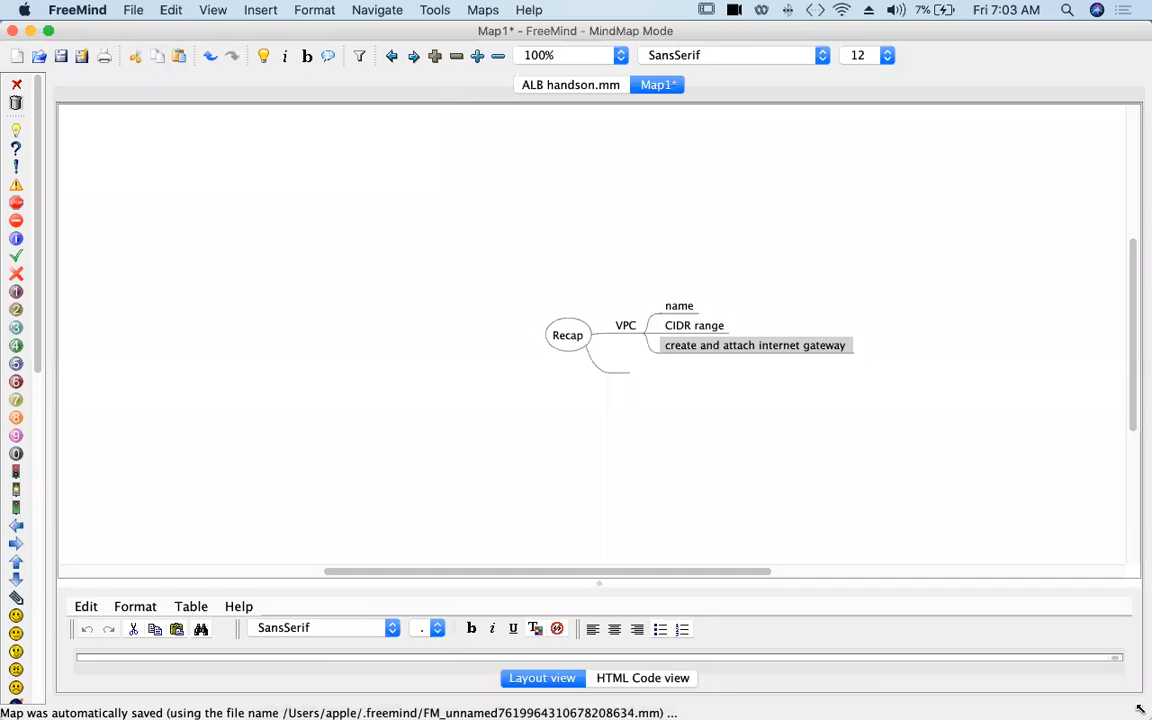 FreeMind File Edit View Insert Format Navigate Tools Maps Help 7% Fri 7:03 AM
Map1* - FreeMind - MindMap Mode
100% SansSerif 12
ALB handson.mm Map1*
name
Recap VPC CIDR range
create and attach internet gateway
Edit Format Table Help
SansSerif . b i U
Layout view HTML Code view
Map was automatically saved (using the file name /Users/apple/.freemind/FM_unnamed7619964310678208634.mm) ...